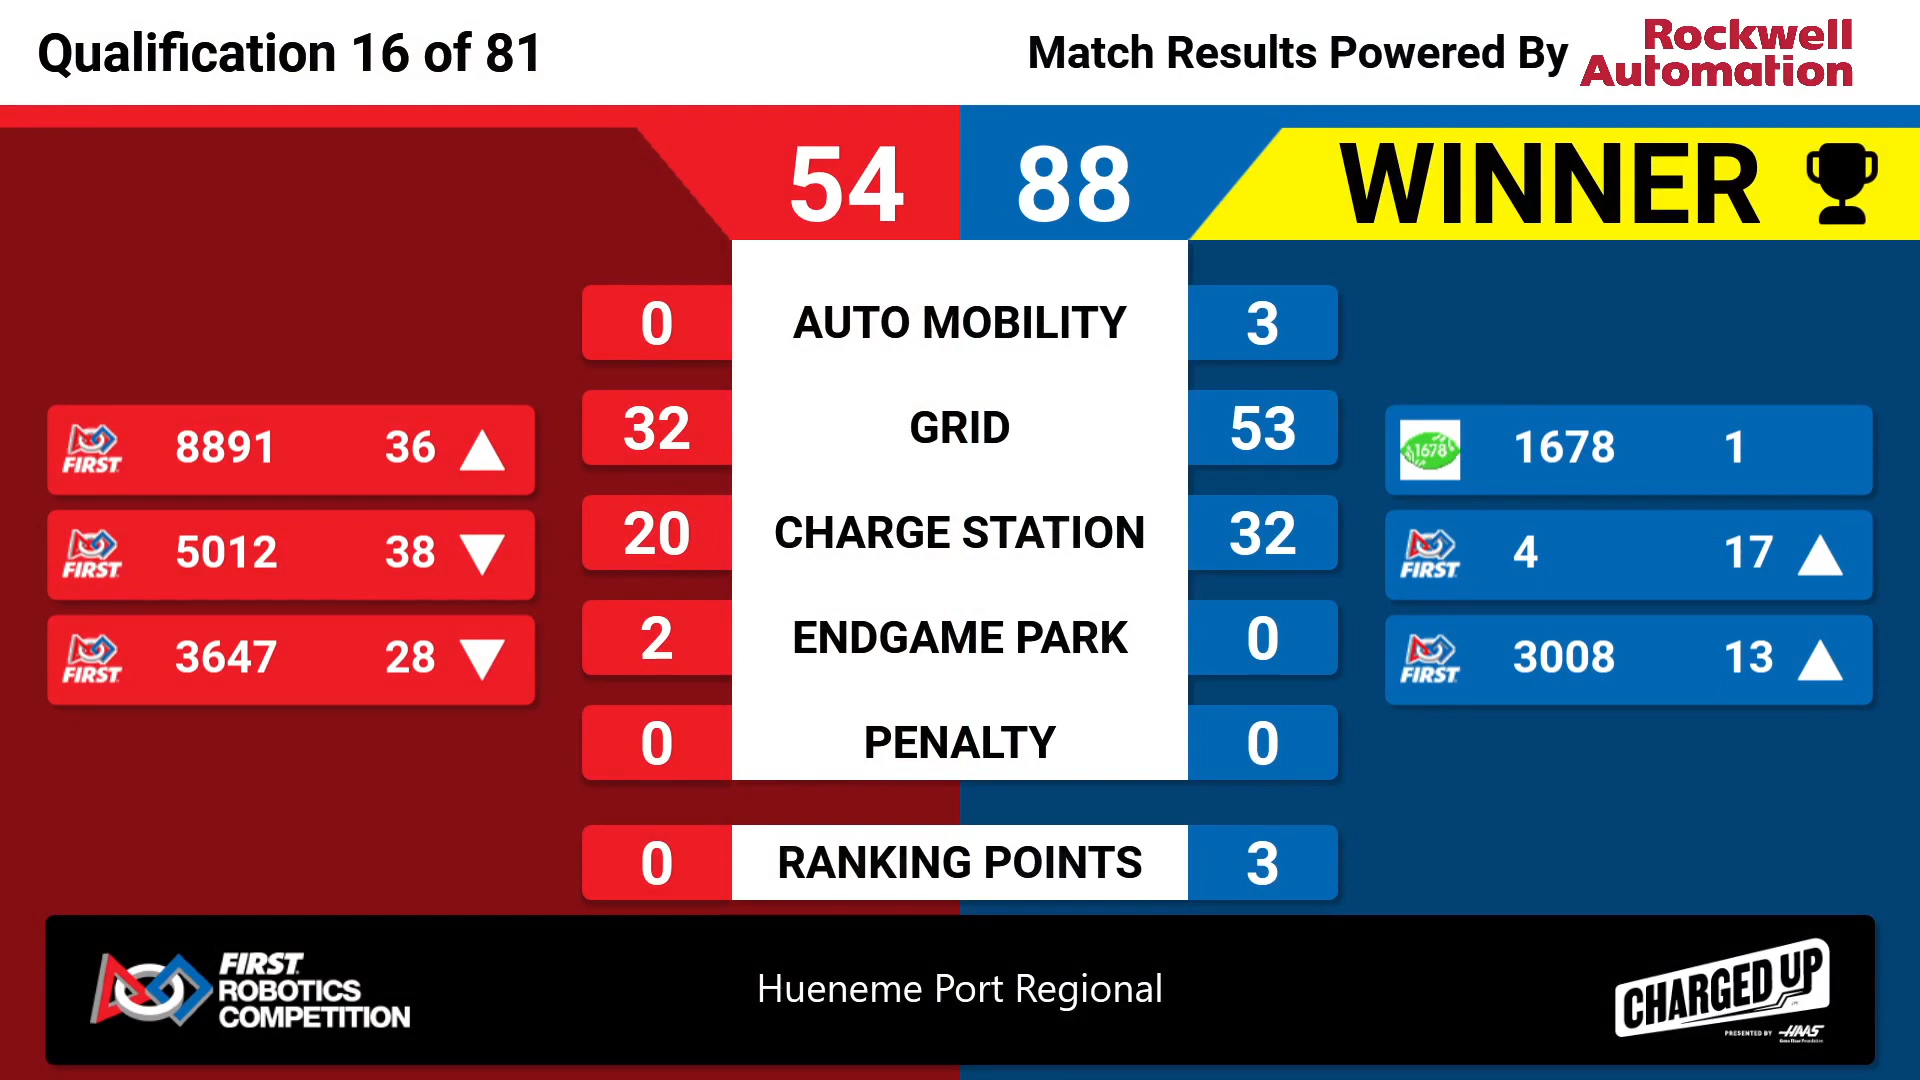 Qualification 16 of 81
Match Results Powered By
Rockwell
Automation
54 88 WINNER
0 AUTO MOBILITY 3
32 GRID 53
20 CHARGE STATION 32
2 ENDGAME PARK 0
0 PENALTY 0
0 RANKING POINTS 3
FIRST 8891 36
FIRST 5012 38
FIRST 3647 28
1678 1678 1
FIRST 4 17
FIRST 3008 13
FIRST
ROBOTICS
COMPETITION
Hueneme Port Regional
CHARGED UP
PRESENTED BY HAAS